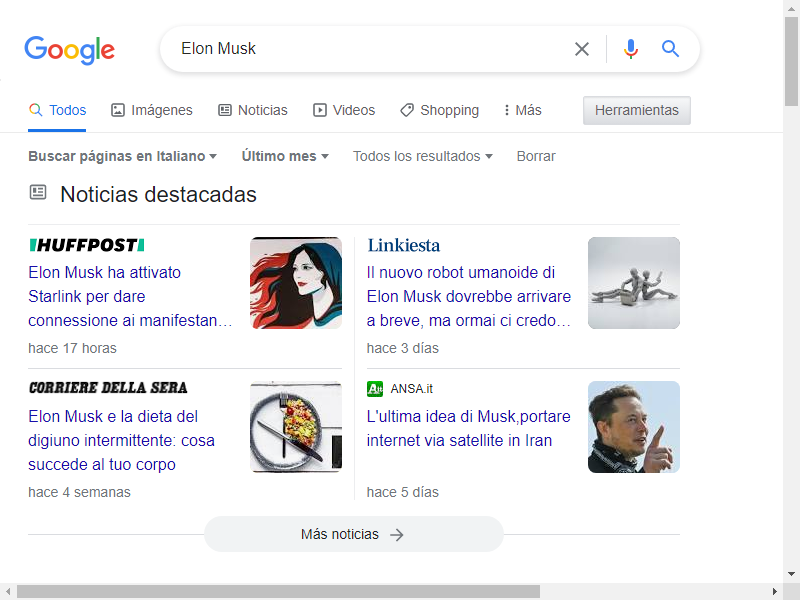 Google
Elon Musk
Todos
Imágenes
Noticias
Videos
Shopping
Más
Herramientas
Buscar páginas en Italiano
Último mes
Todos los resultados
Borrar
Noticias destacadas
HUFFPOST
Elon Musk ha attivato
Starlink per dare
connessione ai manifestan…
hace 17 horas
Linkiesta
Il nuovo robot umanoide di
Elon Musk dovrebbe arrivare
a breve, ma ormai ci credo…
hace 3 días
CORRIERE DELLA SERA
Elon Musk e la dieta del
digiuno intermittente: cosa
succede al tuo corpo
hace 4 semanas
ANSA.it
L'ultima idea di Musk,portare
internet via satellite in Iran
hace 5 días
Más noticias